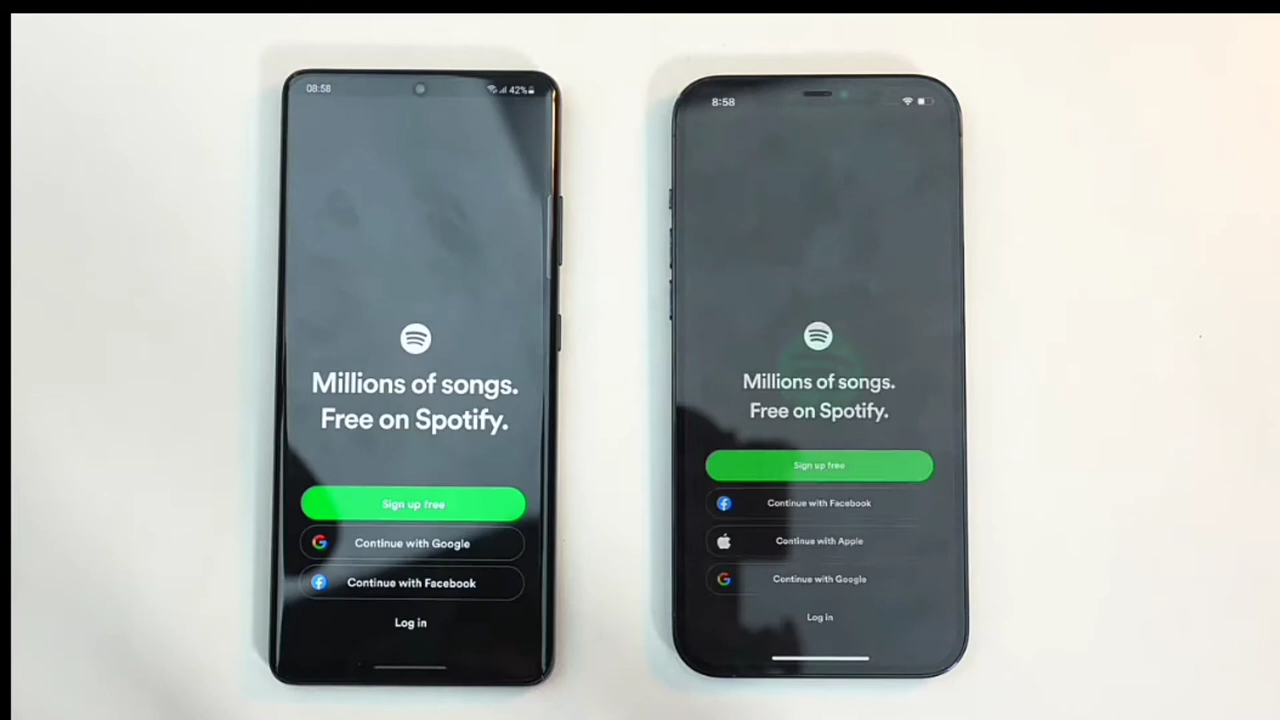 08:58
42%
Millions of songs.
Free on Spotify.
Sign up free
Continue with Google
Continue with Facebook
Log in
8:58
Millions of songs.
Free on Spotify.
Sign up free
Continue with Facebook
Continue with Apple
Continue with Google
Log in